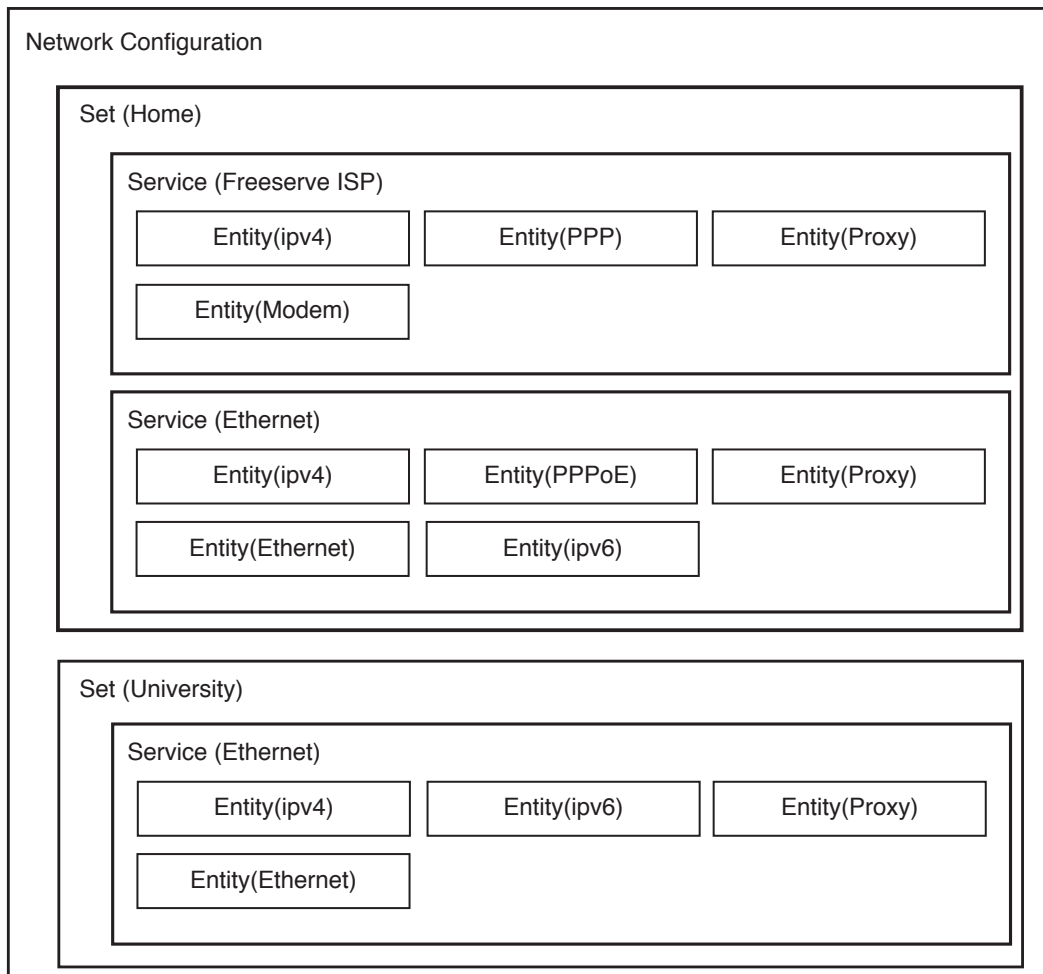 Network Configuration
Set (Home)
Service (Freeserve ISP)
Entity(ipv4)
Entity(PPP)
Entity(Proxy)
Entity(Modem)
Service (Ethernet)
Entity(ipv4)
Entity(PPPoE)
Entity(Proxy)
Entity(Ethernet)
Entity(ipv6)
Set (University)
Service (Ethernet)
Entity(ipv4)
Entity(ipv6)
Entity(Proxy)
Entity(Ethernet)